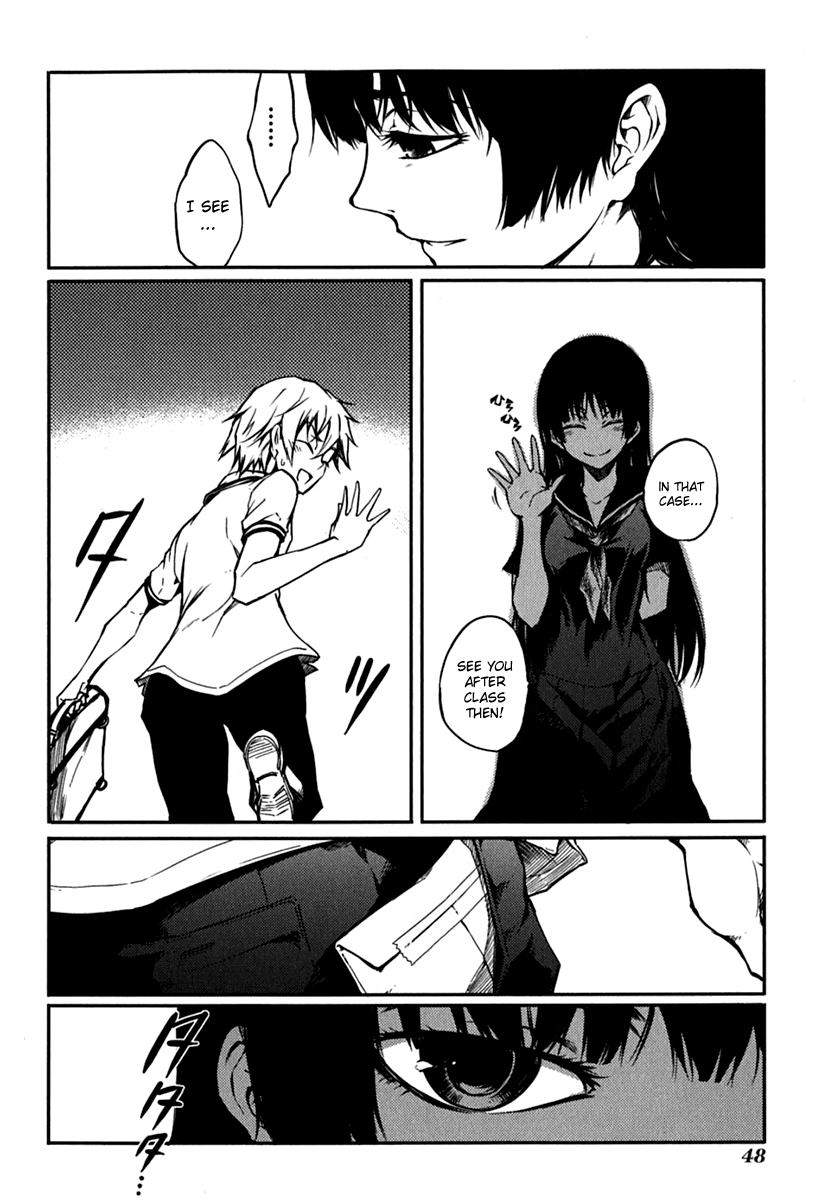 ......
I SEE
...
ひら
ひら
IN THAT
CASE...
SEE YOU
AFTER
CLASS
THEN!
タッ
タタタ…
48